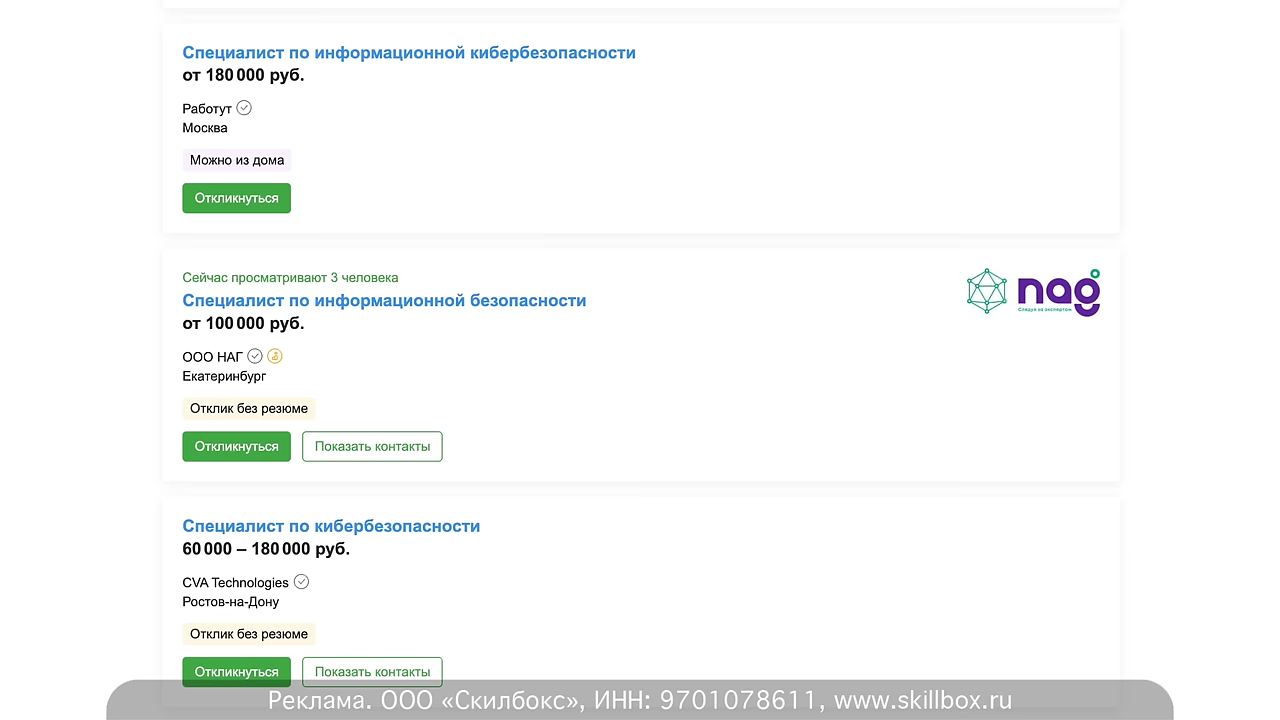 Специалист по информационной кибербезопасности
от 180 000 руб.
Работут
Москва
Можно из дома
Откликнуться
Сейчас просматривают 3 человека
Специалист по информационной безопасности
от 100 000 руб.
nag
Следуя за экспертом
ООО НАГ
Екатеринбург
Отклик без резюме
Откликнуться Показать контакты
Специалист по кибербезопасности
60 000 – 180 000 руб.
CVA Technologies
Ростов-на-Дону
Отклик без резюме
Откликнуться Показать контакты
Реклама. ООО «Скилбокс», ИНН: 9701078611, www.skillbox.ru